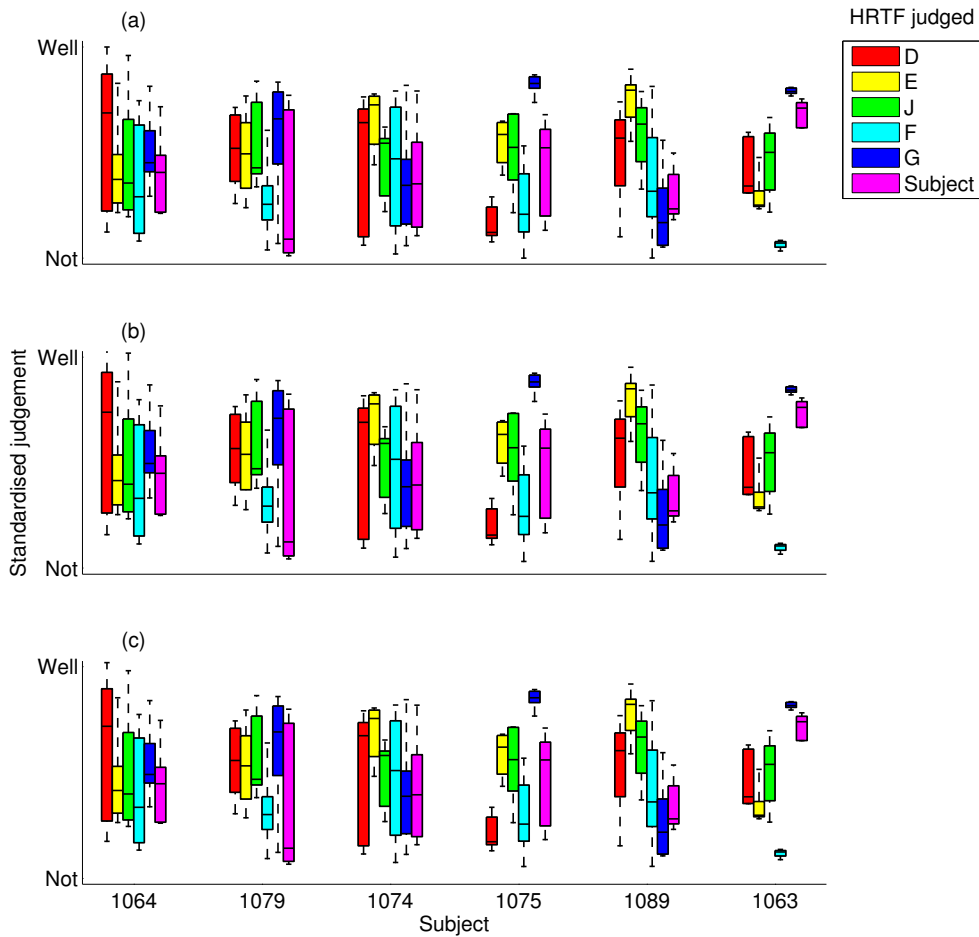 (a)
HRTF judged
Well
Not
D
E
J
F
G
Subject
(b)
Well
Not
Standardised judgement
(c)
Well
Not
1064 1079 1074 1075 1089 1063
Subject